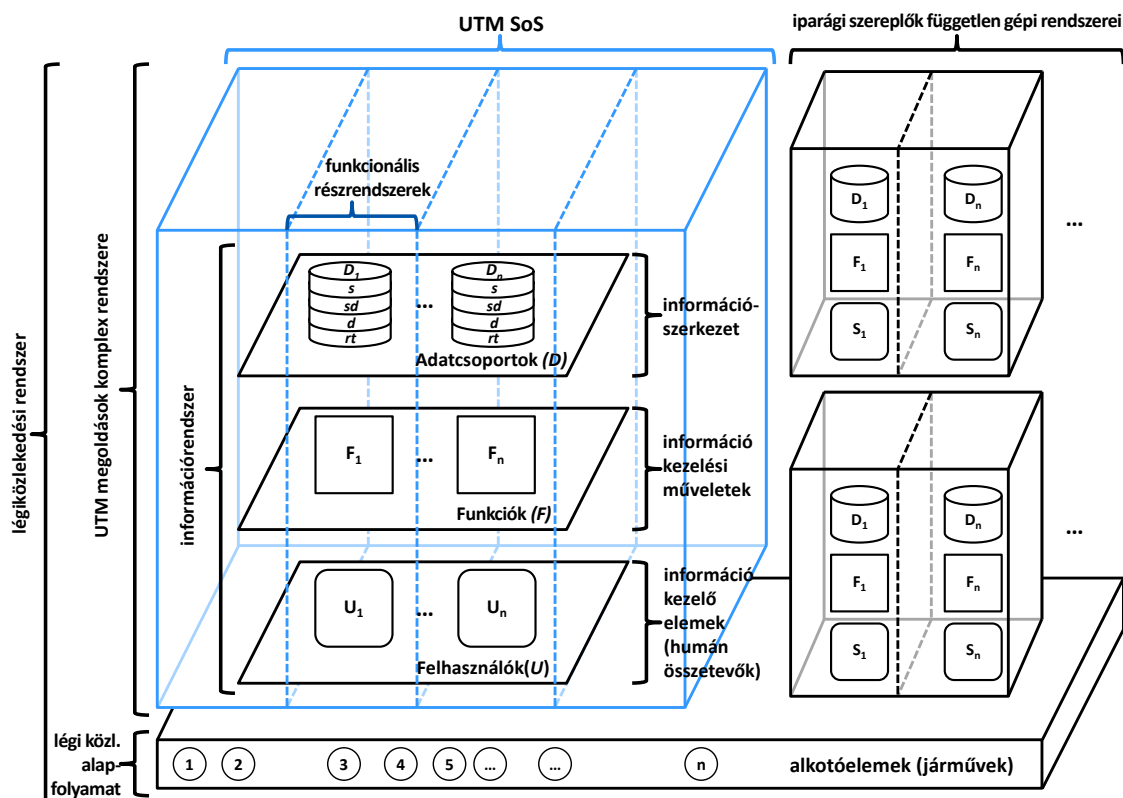 UTM SoS
iparági szereplők független gépi rendszerei
légiközlekedési rendszer
UTM megoldások komplex rendszere
funkcionális
részrendszerek
információrendszer
D1 ... Dn
s s
sd sd
d d
rt rt
Adatcsoportok (D)
információ-
szerkezet
F1 ... Fn
Funkciók (F)
információ
kezelési
műveletek
U1 ... Un
Felhasználók(U)
információ
kezelő
elemek
(humán
összetevők)
D1 Dn
...
F1 Fn
S1 Sn
D1 Dn
...
F1 Fn
S1 Sn
légi közl.
alap-
folyamat
1 2 3 4 5 ... ... n
alkotóelemek (járművek)